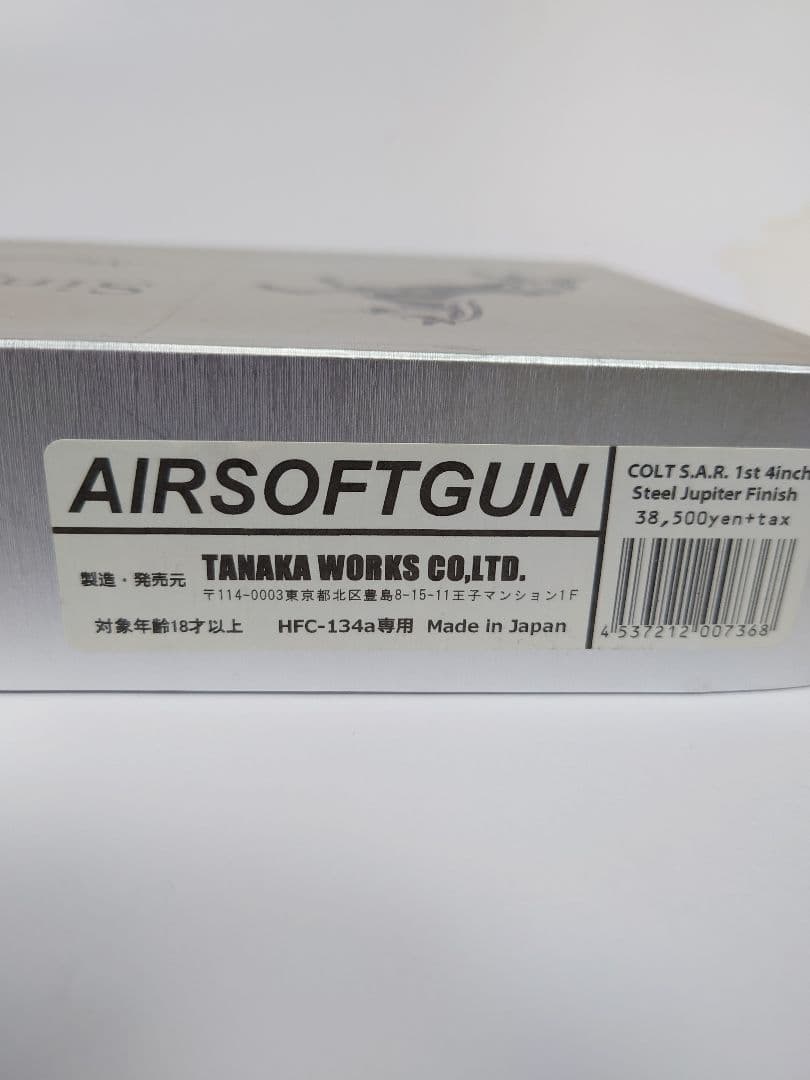 AIRSOFTGUN
製造・発売元 TANAKA WORKS CO,LTD.
〒114-0003東京都北区豊島8-15-11王子マンション1F
対象年齢18才以上 HFC-134a専用 Made in Japan
COLT S.A.R. 1st 4inch
Steel Jupiter Finish
38,500yen+tax
4 537212 007368